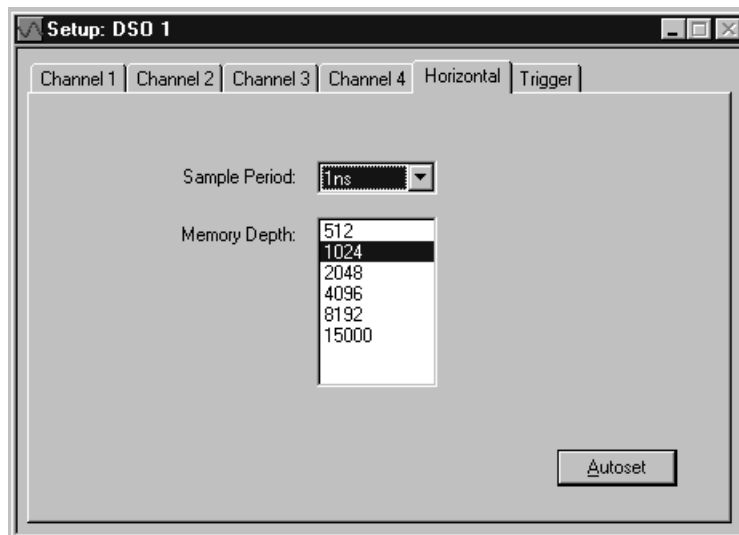 Setup: DSO 1
Channel 1 Channel 2 Channel 3 Channel 4 Horizontal Trigger
Sample Period: 1ns
Memory Depth:
512
1024
2048
4096
8192
15000
Autoset